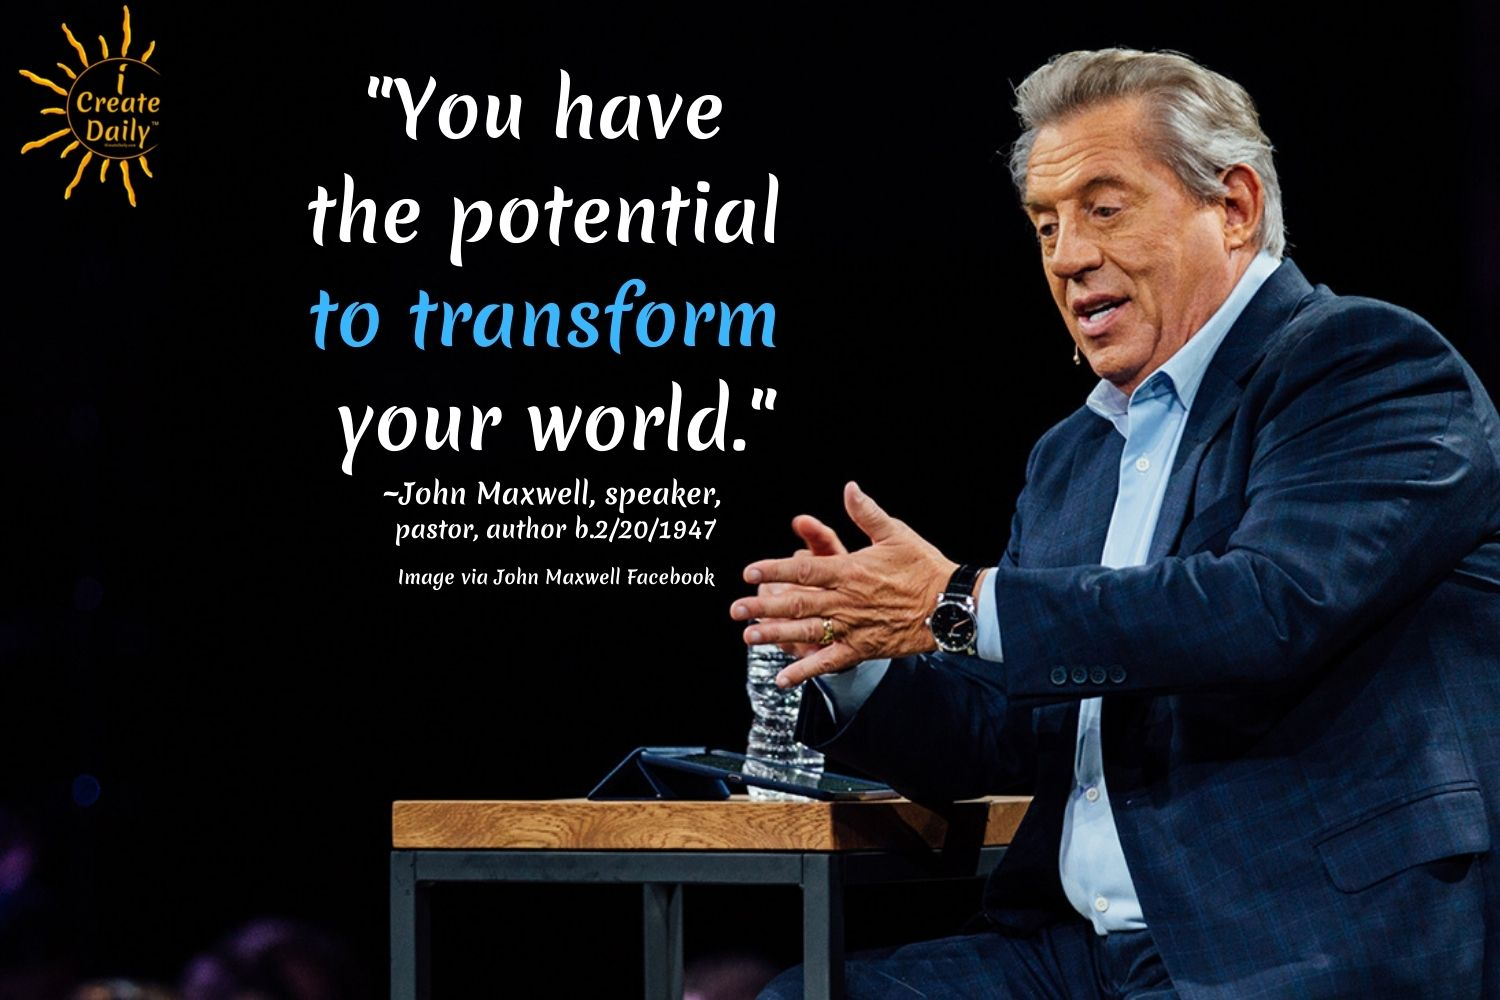 i
Create
Daily™
"You have
the potential
to transform
your world."
~John Maxwell, speaker,
pastor, author b.2/20/1947
Image via John Maxwell Facebook